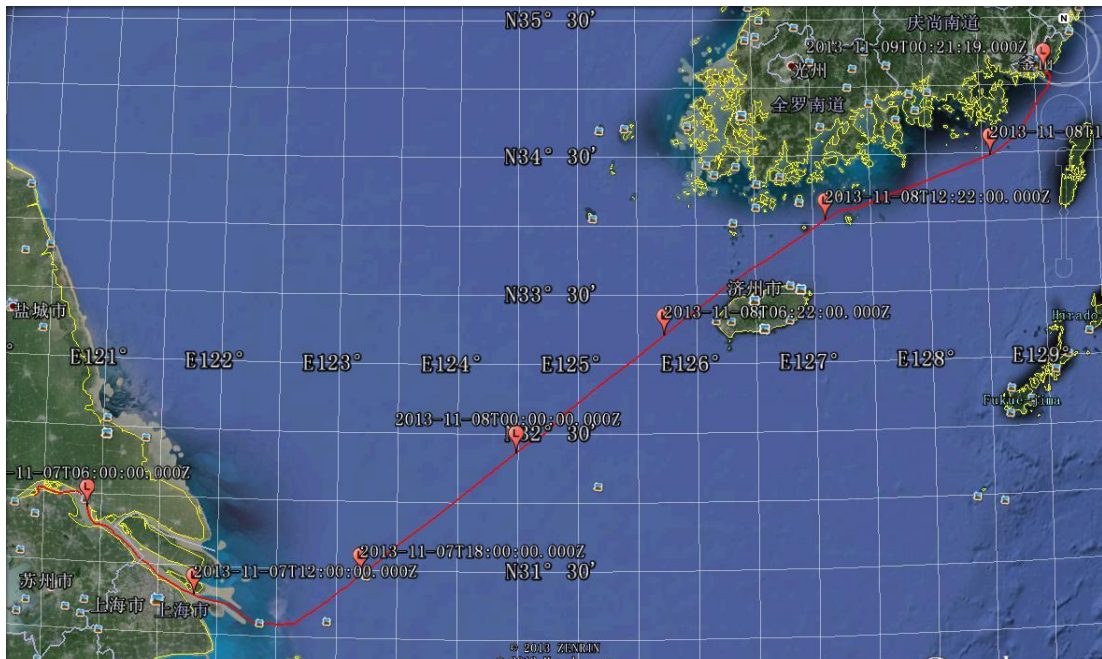 N35° 30'
庆尚南道
N
2013-11-09T00:21:19.000Z
光州
釜山
全罗南道
N34° 30'
2013-11-08T1
2013-11-08T12:22:00.000Z
盐城市
N33° 30'
济州市
2013-11-08T06:22:00.000Z
Hirado
E121°
E122°
E123°
E124°
E125°
E126°
E127°
E128°
E129°
Fukue-jima
2013-11-08T00:00:00.000Z
N32° 30'
-11-07T06:00:00.000Z
2013-11-07T18:00:00.000Z
2013-11-07T12:00:00.000Z
N31° 30'
苏州市
上海市
上海市
© 2013 ZENRIN